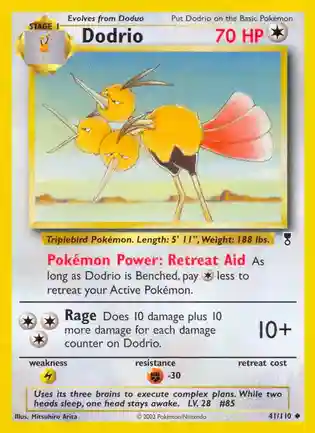 STAGE 1
Evolves from Doduo
Put Dodrio on the Basic Pokémon
Dodrio
70 HP
Triplebird Pokémon. Length: 5' 11", Weight: 188 lbs.
Pokémon Power: Retreat Aid As
long as Dodrio is Benched, pay less to
retreat your Active Pokémon.
Rage Does 10 damage plus 10
more damage for each damage
counter on Dodrio.
10+
weakness
resistance
retreat cost
-30
Uses its three brains to execute complex plans. While two
heads sleep, one head stays awake. LV. 28 #85
Illus. Mitsuhiro Arita
© 2002 Pokémon/Nintendo
41/110